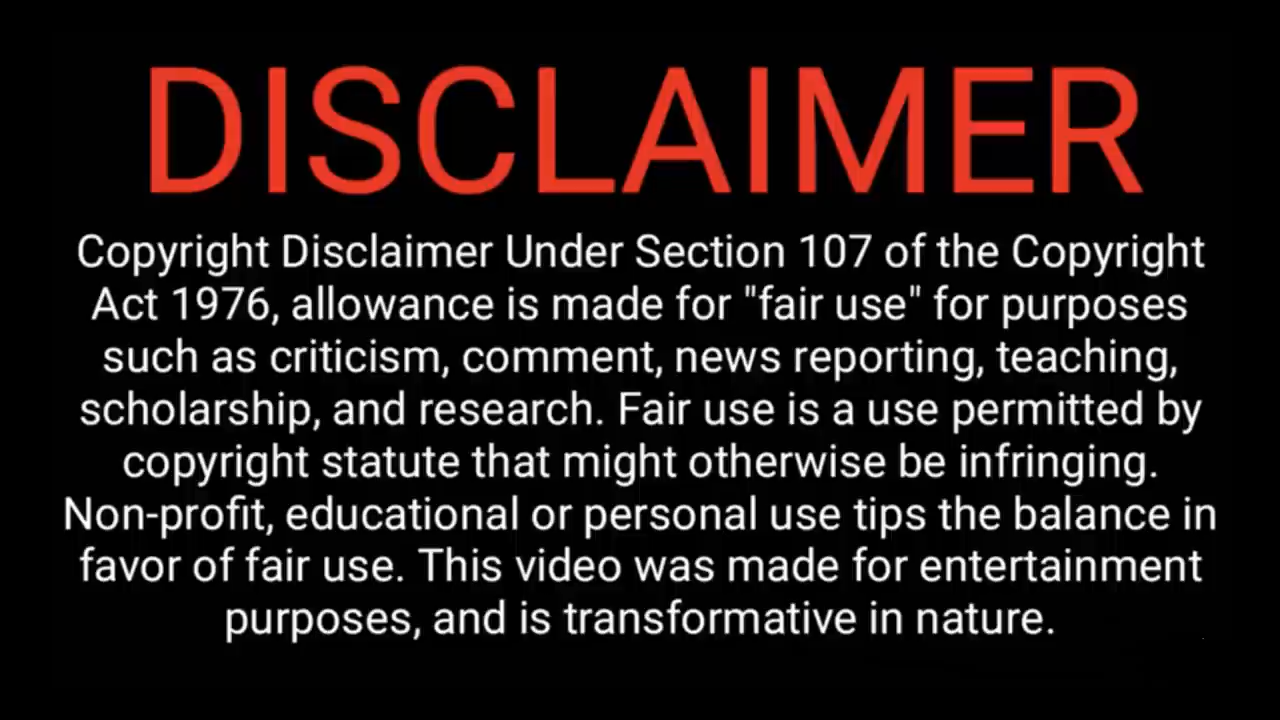 DISCLAIMER
Copyright Disclaimer Under Section 107 of the Copyright
Act 1976, allowance is made for "fair use" for purposes
such as criticism, comment, news reporting, teaching,
scholarship, and research. Fair use is a use permitted by
copyright statute that might otherwise be infringing.
Non-profit, educational or personal use tips the balance in
favor of fair use. This video was made for entertainment
purposes, and is transformative in nature.